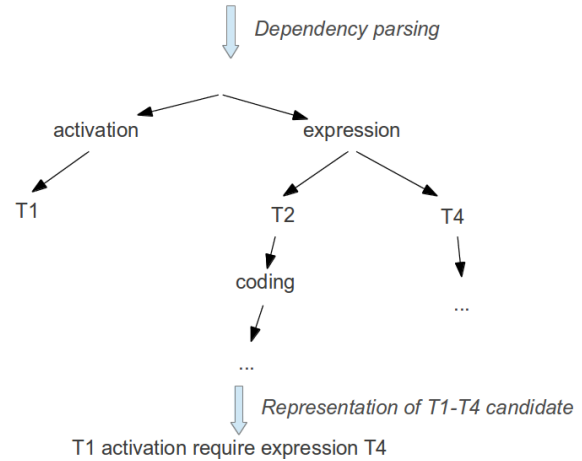 Dependency parsing
activation expression
T1 T2 T4
coding
...
...
Representation of T1-T4 candidate
T1 activation require expression T4